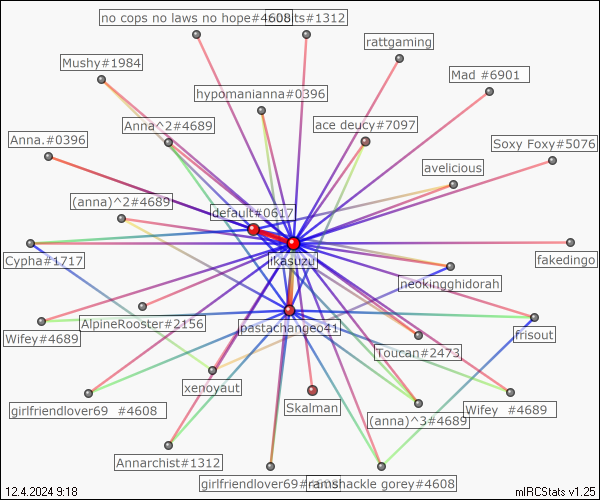 no cops no laws no hope#4608
ts#1312
rattgaming
Mushy#1984
Mad #6901
hypomanianna#0396
Anna^2#4689
ace deucy#7097
Anna.#0396
Soxy Foxy#5076
avelicious
(anna)^2#4689
default#0617
Cypha#1717
ikasuzu
fakedingo
neokingghidorah
AlpineRooster#2156
pastachangeo41
Wifey#4689
frisout
Toucan#2473
xenoyaut
girlfriendlover69 #4608
Skalman
(anna)^3#4689
Wifey #4689
Annarchist#1312
girlfriendlover69
ramshackle gorey#4608
12.4.2024 9:18
mIRCStats v1.25